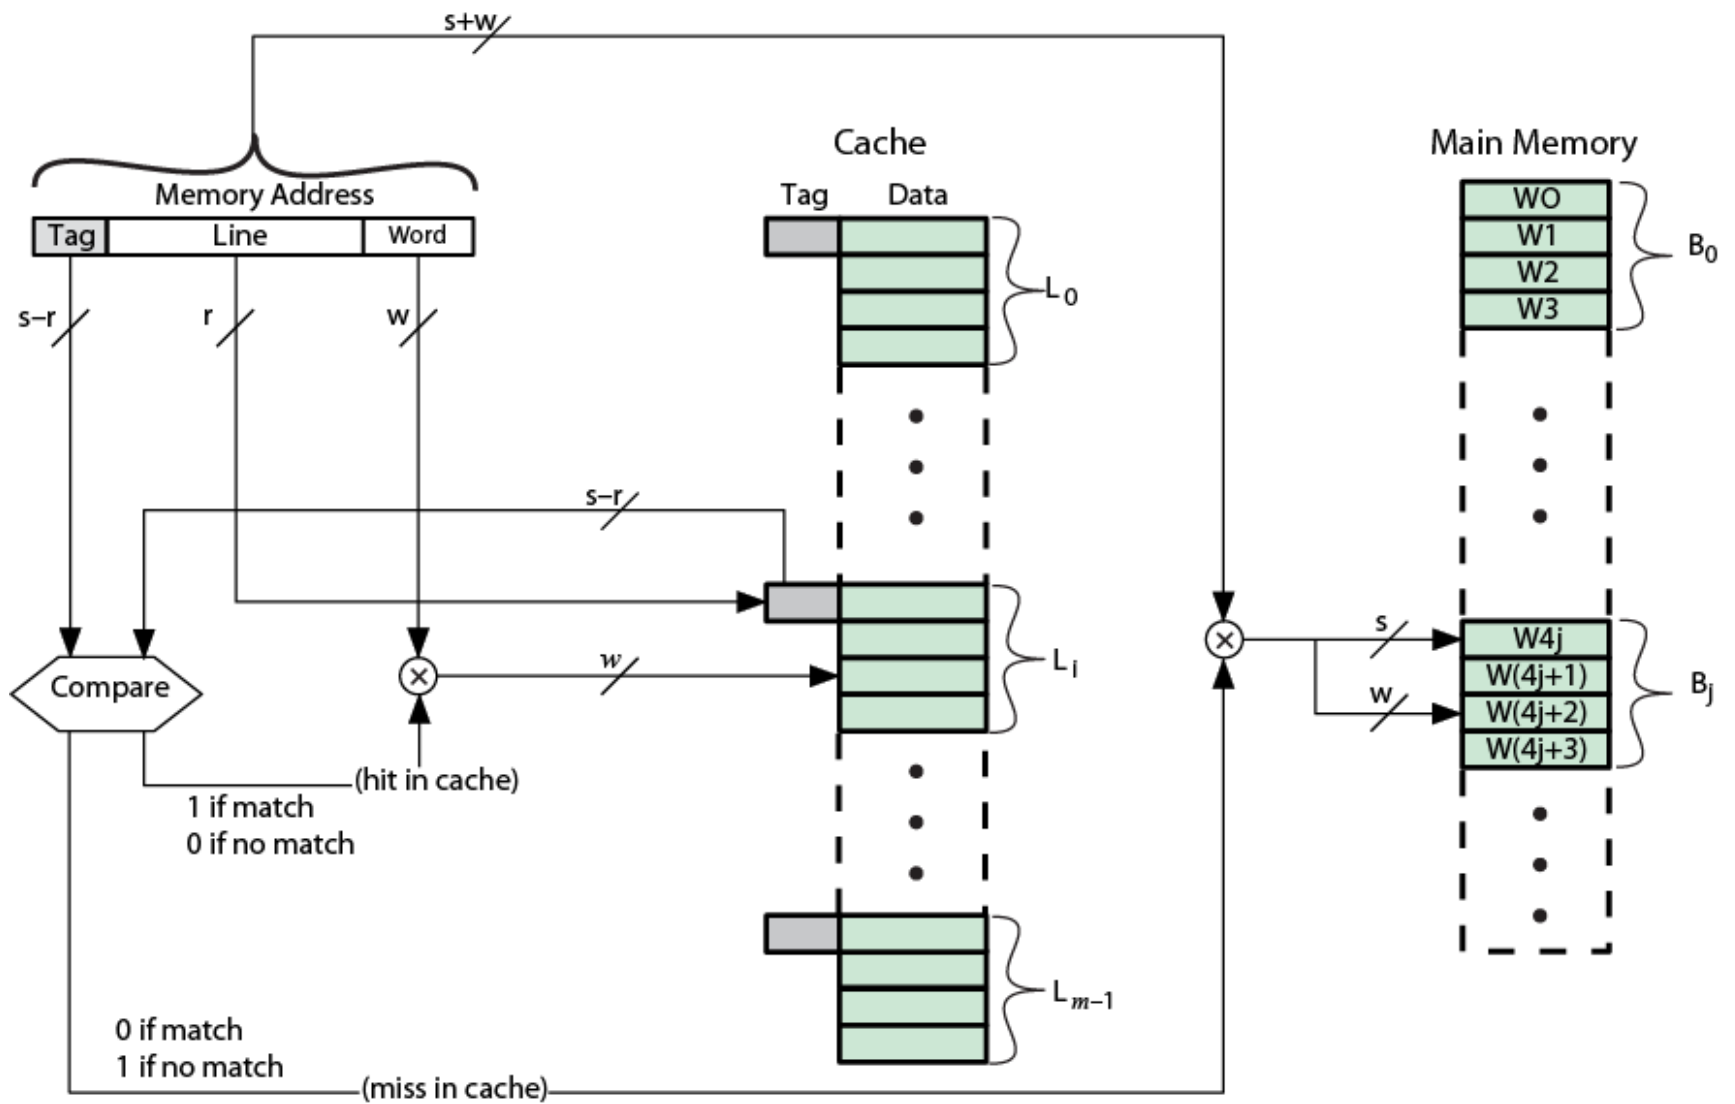 s+w
Cache
Main Memory
Memory Address
Tag Data
Tag Line Word
WO
W1
W2
W3
B0
L0
s–r
r
w
s–r
Li
Compare
w
s
w
W4j
W(4j+1)
W(4j+2)
W(4j+3)
Bj
(hit in cache)
1 if match
0 if no match
Lm–1
0 if match
1 if no match
(miss in cache)